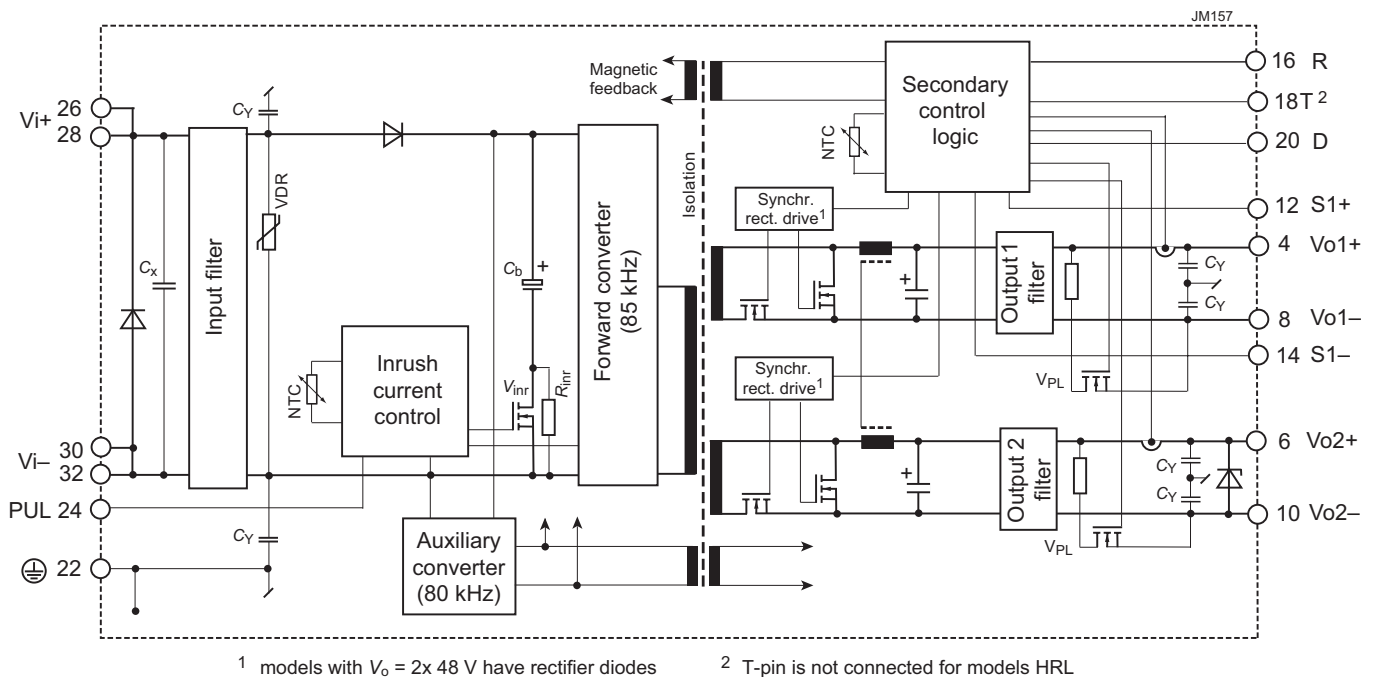 JM157
Vi+
26
28
Vi–
30
32
PUL 24
22
CY
Cx
Input filter
VDR
CY
NTC
Inrush
current
control
Cb
+
Vinr
Rinr
Forward converter
(85 kHz)
Auxiliary
converter
(80 kHz)
Magnetic
feedback
Isolation
Secondary
control
logic
NTC
Synchr.
rect. drive1
+
Output 1
filter
VPL
CY
CY
Synchr.
rect. drive1
+
Output 2
filter
VPL
CY
CY
16 R
18T 2
20 D
12 S1+
4 Vo1+
8 Vo1–
14 S1–
6 Vo2+
10 Vo2–
1 models with Vo = 2x 48 V have rectifier diodes
2 T-pin is not connected for models HRL